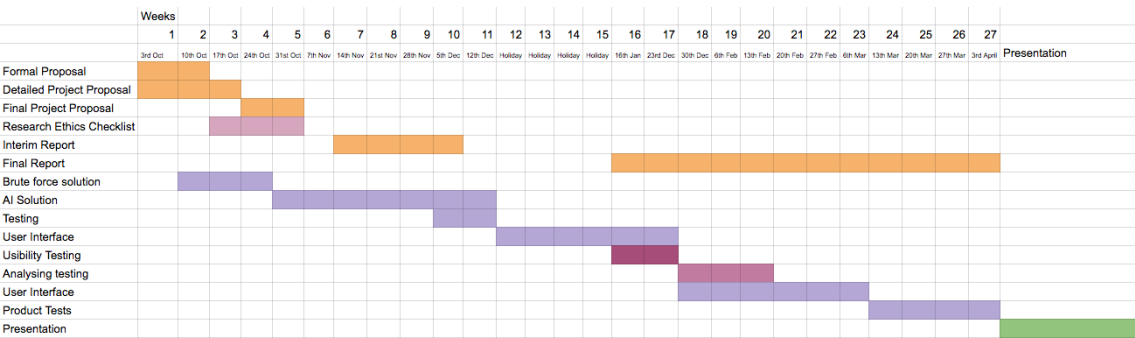 Weeks
1 2 3 4 5 6 7 8 9 10 11 12 13 14 15 16 17 18 19 20 21 22 23 24 25 26 27
3rd Oct 10th Oct 17th Oct 24th Oct 31st Oct 7th Nov 14th Nov 21st Nov 28th Nov 5th Dec 12th Dec Holiday Holiday Holiday Holiday 16th Jan 23rd Dec 30th Dec 6th Feb 13th Feb 20th Feb 27th Feb 6th Mar 13th Mar 20th Mar 27th Mar 3rd April Presentation
Formal Proposal
Detailed Project Proposal
Final Project Proposal
Research Ethics Checklist
Interim Report
Final Report
Brute force solution
AI Solution
Testing
User Interface
Usibility Testing
Analysing testing
User Interface
Product Tests
Presentation